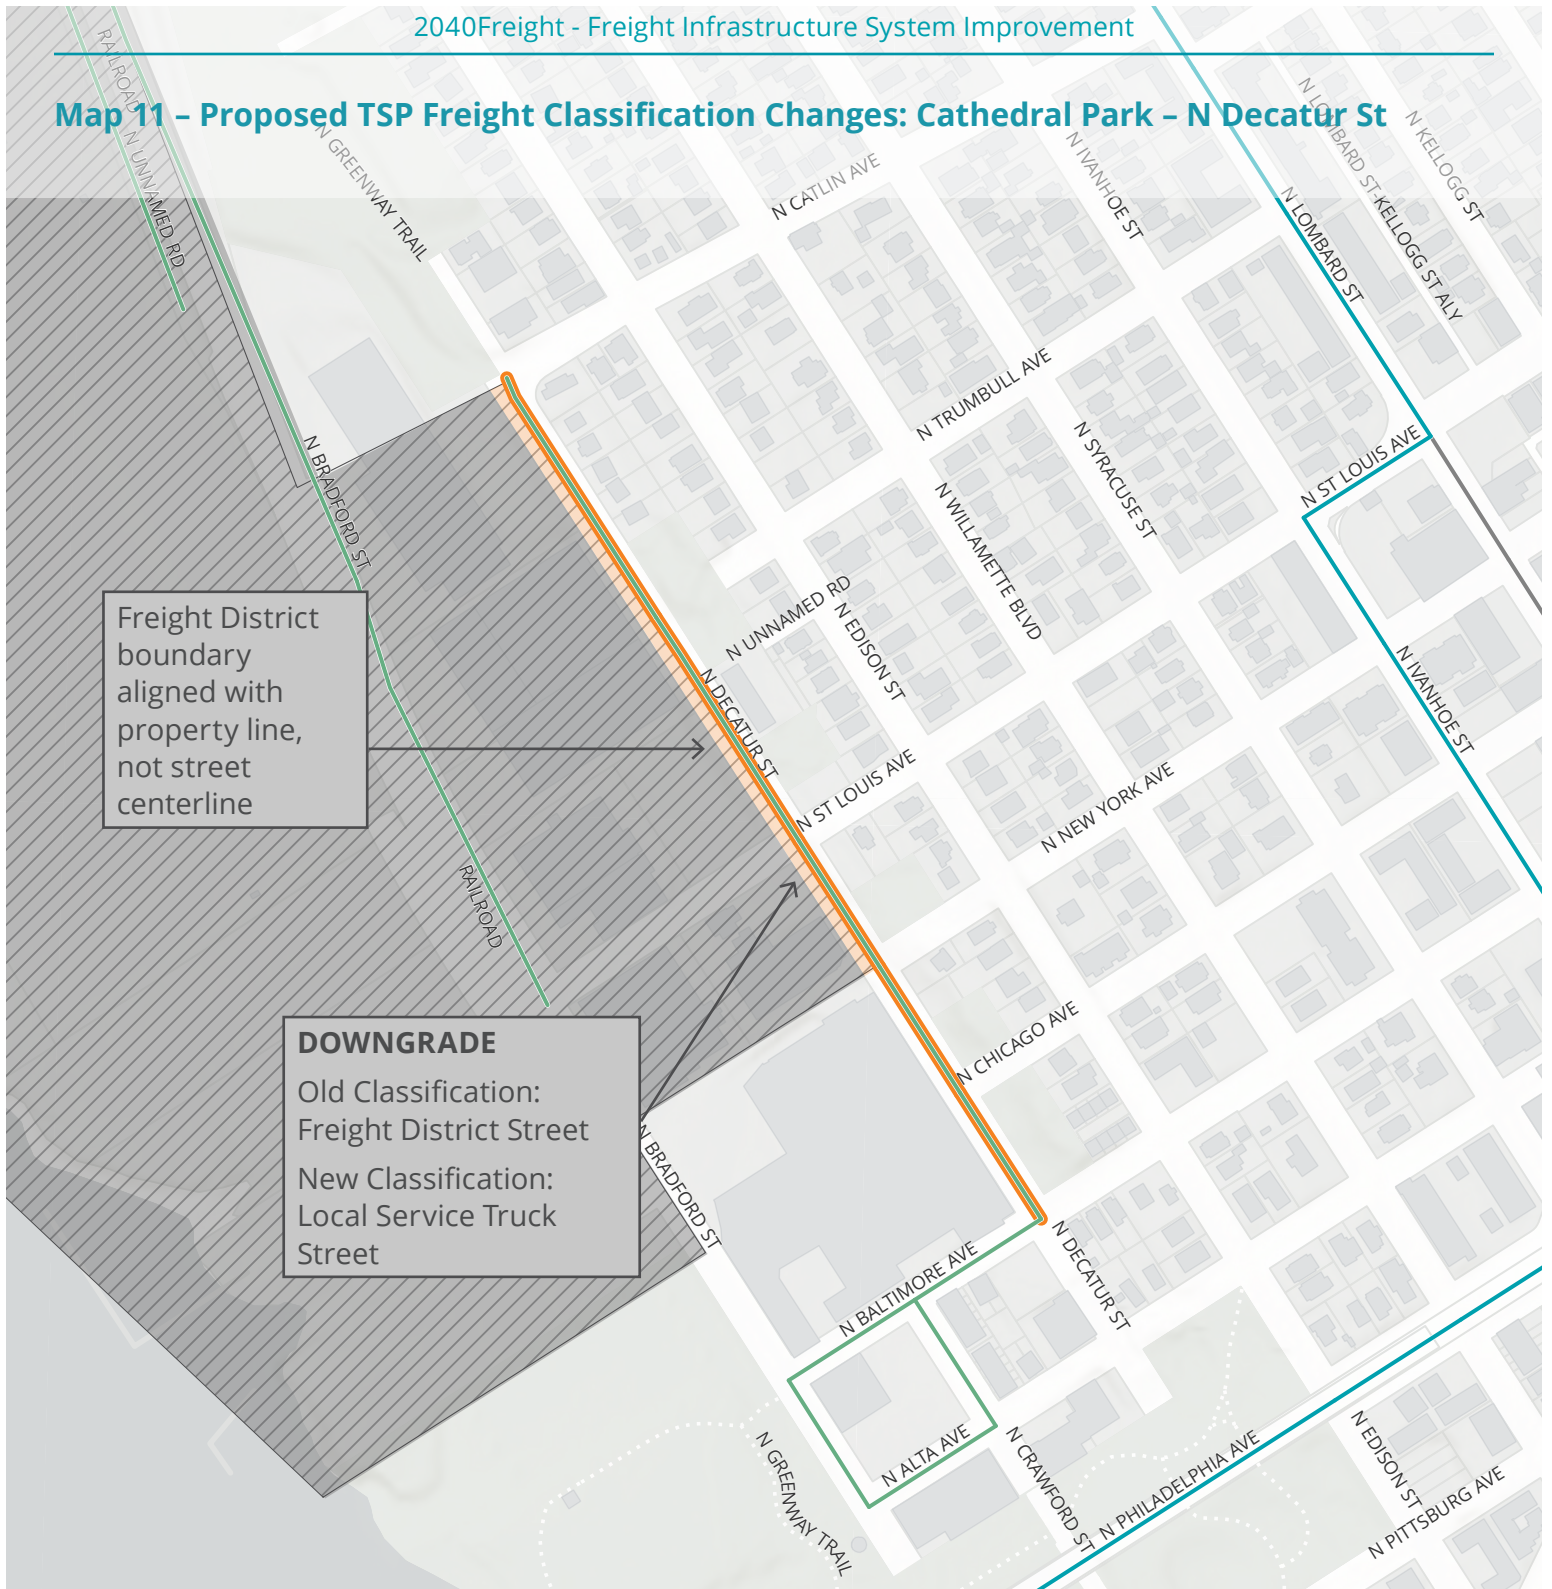 2040Freight - Freight Infrastructure System Improvement
Map 11 – Proposed TSP Freight Classification Changes: Cathedral Park – N Decatur St
RAILROAD
N UNNAMED RD
N GREENWAY TRAIL
N CATLIN AVE
N IVANHOE ST
N LOMBARD ST
N LOMBARD ST-KELLOGG ST ALY
N KELLOGG ST
N TRUMBULL AVE
N SYRACUSE ST
N ST LOUIS AVE
N BRADFORD ST
N WILLAMETTE BLVD
N UNNAMED RD
N EDISON ST
N DECATUR ST
N IVANHOE ST
Freight District
boundary
aligned with
property line,
not street
centerline
N ST LOUIS AVE
N NEW YORK AVE
RAILROAD
DOWNGRADE
Old Classification:
Freight District Street
New Classification:
Local Service Truck
Street
N CHICAGO AVE
N BRADFORD ST
N BALTIMORE AVE
N DECATUR ST
N ALTA AVE
N GREENWAY TRAIL
N CRAWFORD ST
N PHILADELPHIA AVE
N EDISON ST
N PITTSBURG AVE